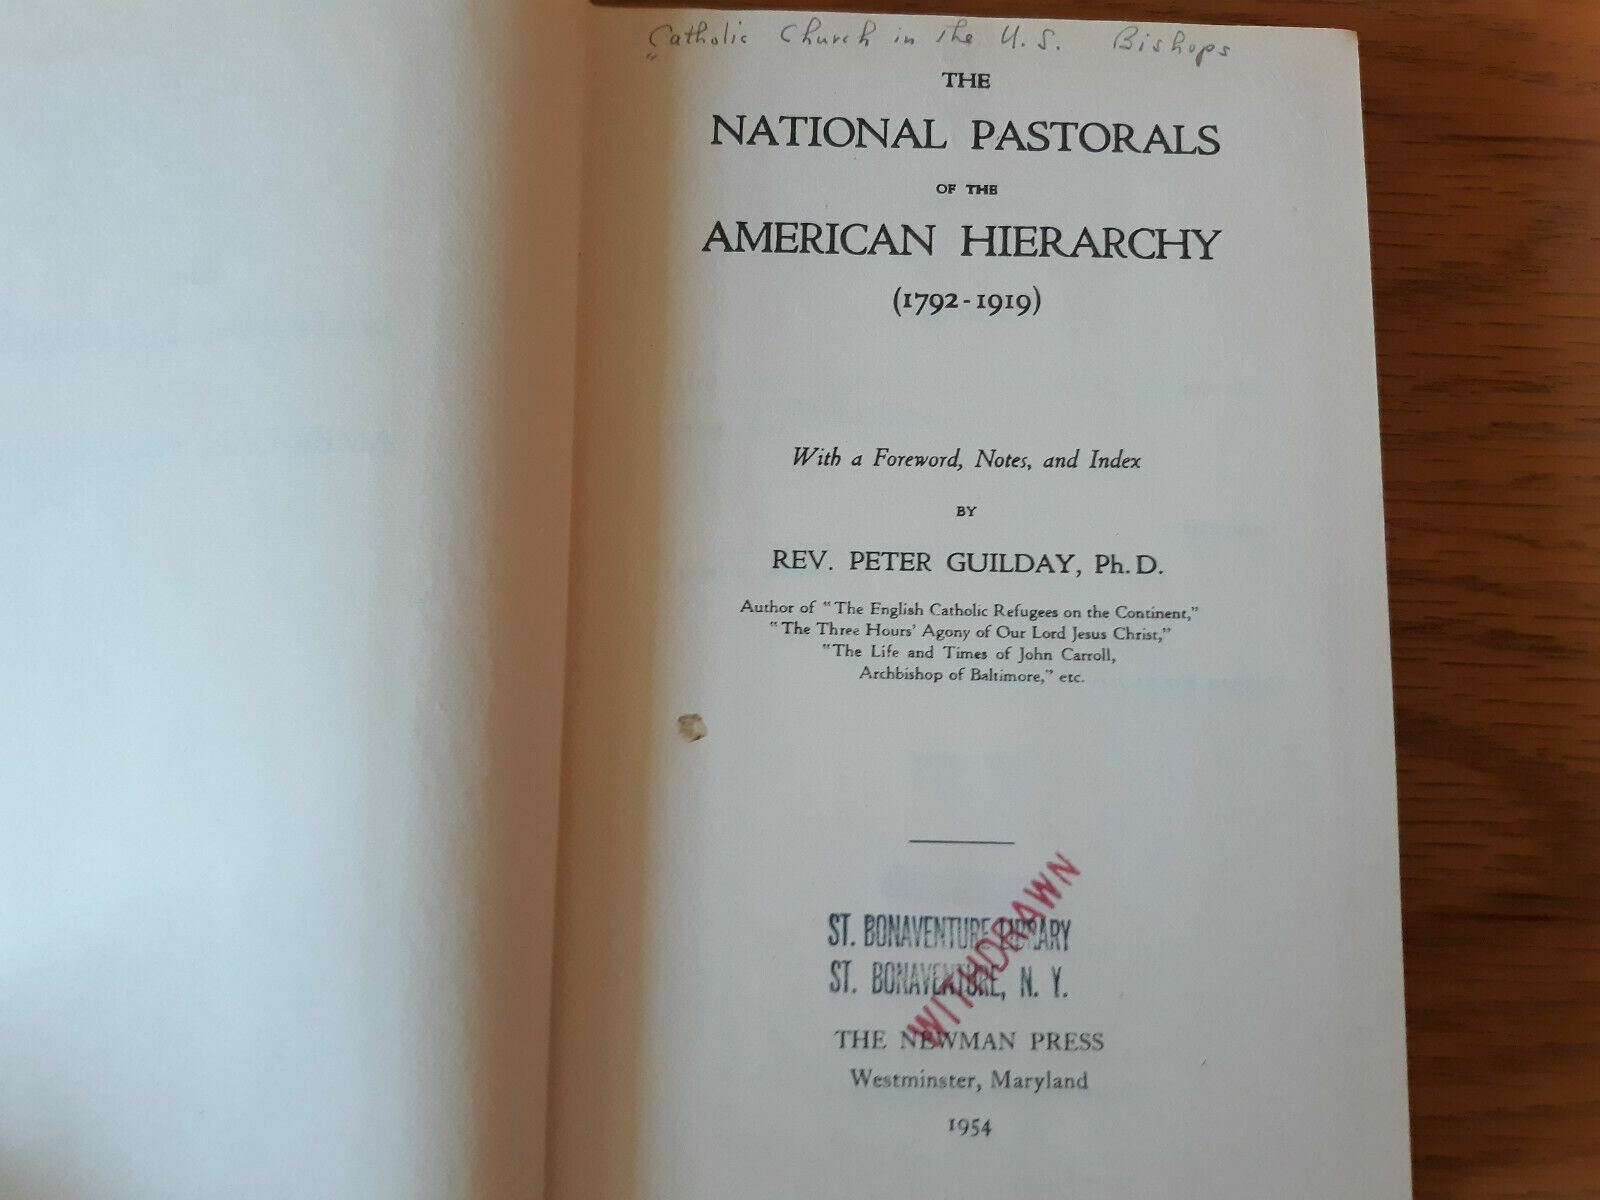 Catholic Church in the U.S. Bishops
"
THE
NATIONAL PASTORALS
OF THE
AMERICAN HIERARCHY
(1792-1919)
With a Foreword, Notes, and Index
BY
REV. PETER GUILDAY, Ph.D.
Author of "The English Catholic Refugees on the Continent,"
"The Three Hours' Agony of Our Lord Jesus Christ,"
"The Life and Times of John Carroll,
Archbishop of Baltimore," etc.
ST. BONAVENTURE LIBRARY
ST. BONAVENTURE, N. Y.
WITHDRAWN
THE NEWMAN PRESS
Westminster, Maryland
1954